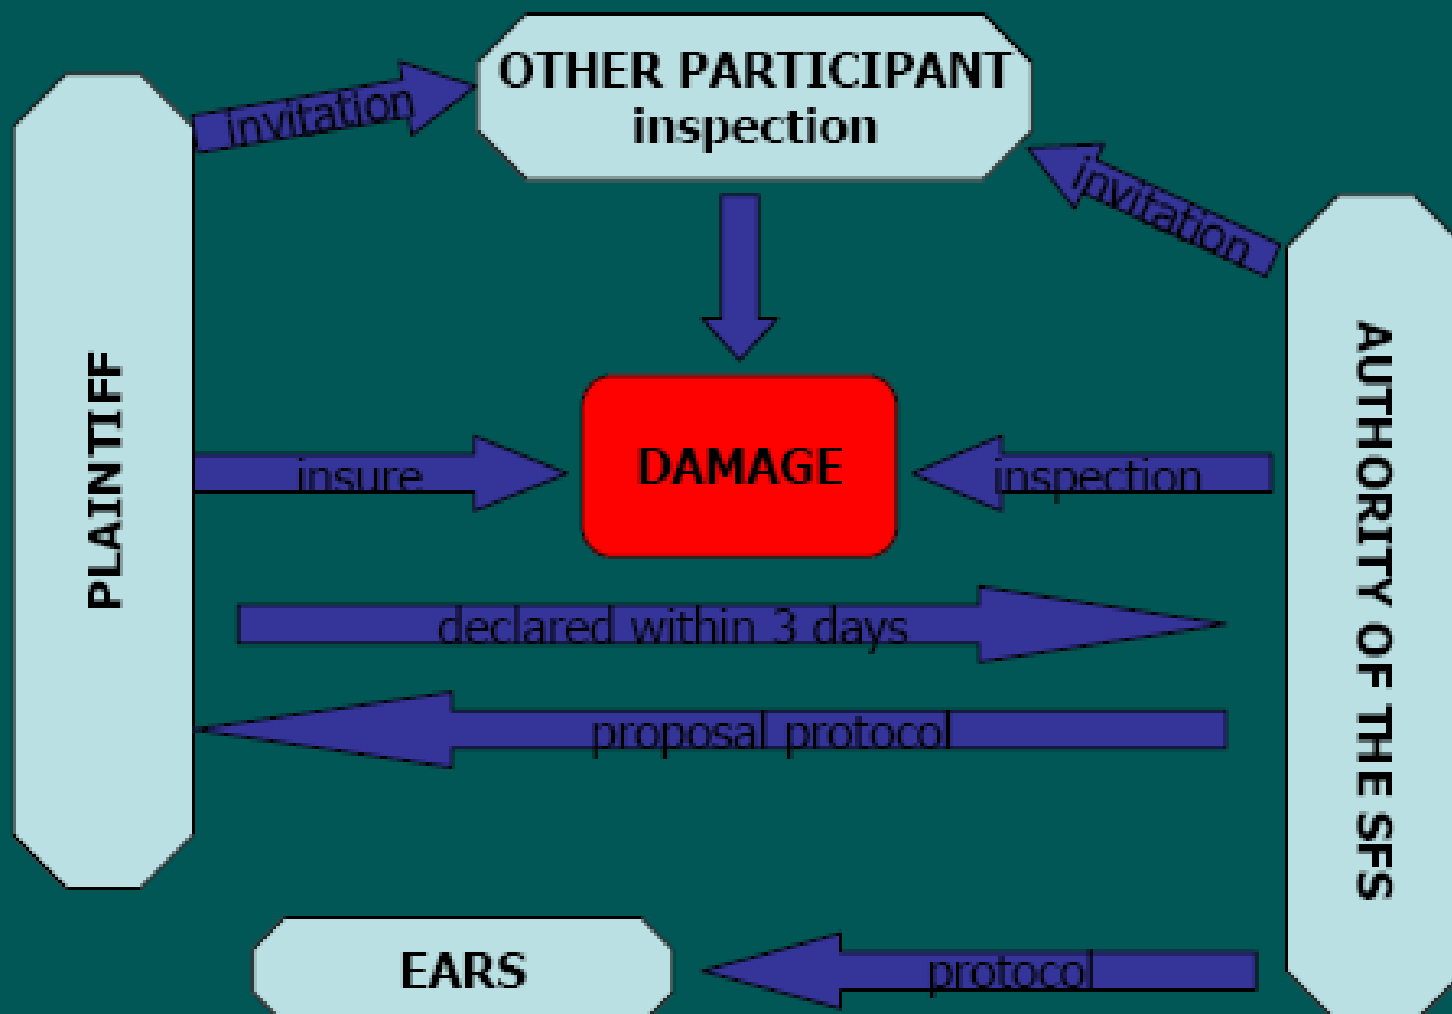 OTHER PARTICIPANT
inspection
invitation
invitation
PLAINTIFF
AUTHORITY OF THE SFS
insure
DAMAGE
inspection
declared within 3 days
proposal protocol
EARS
protocol